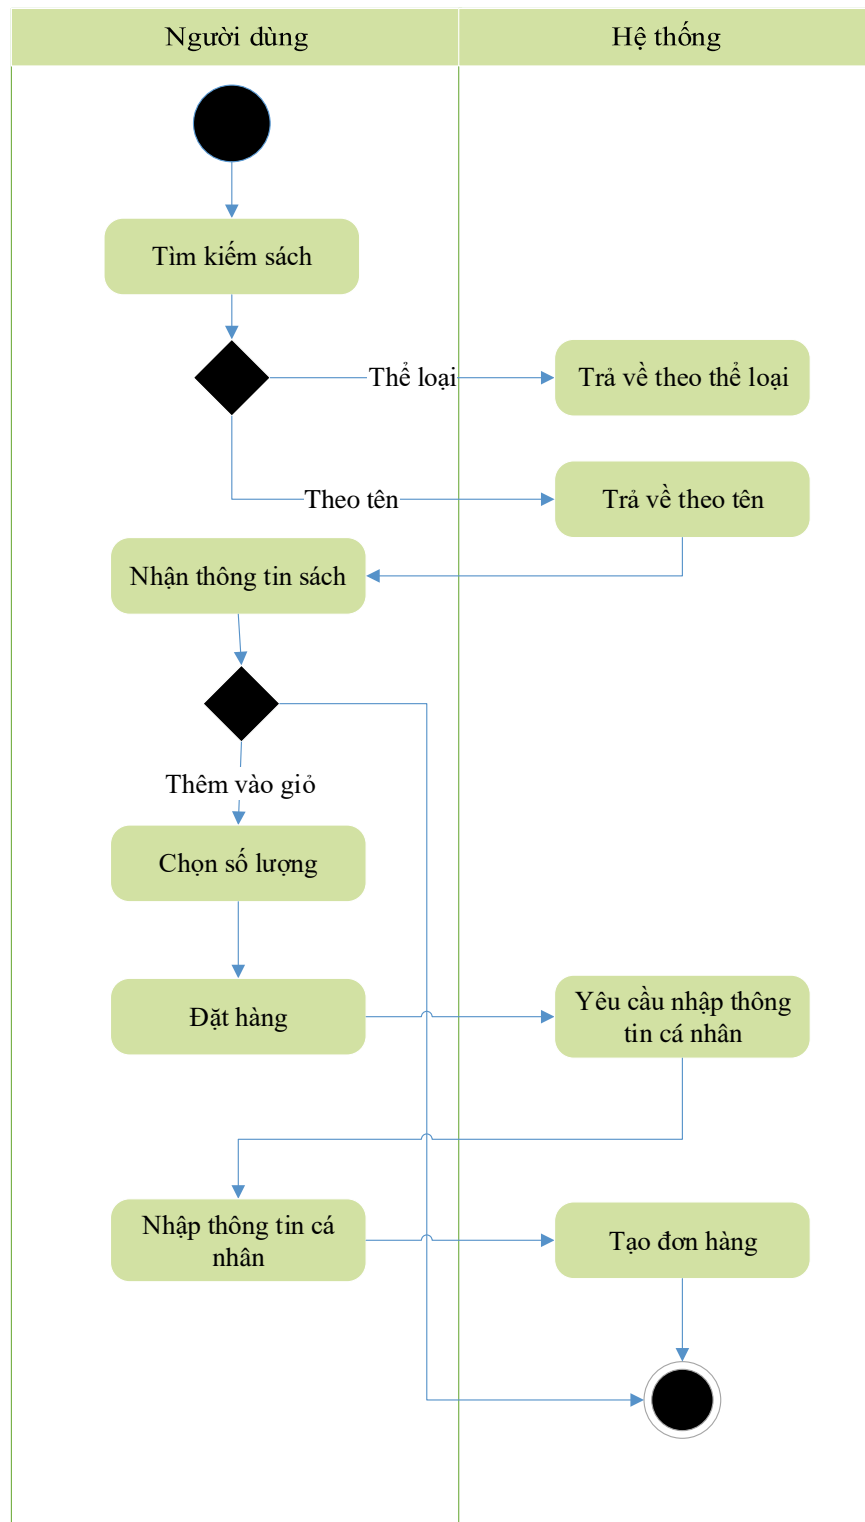 Người dùng
Hệ thống
Tìm kiếm sách
Thể loại
Trả về theo thể loại
Theo tên
Trả về theo tên
Nhận thông tin sách
Thêm vào giỏ
Chọn số lượng
Đặt hàng
Yêu cầu nhập thông
tin cá nhân
Nhập thông tin cá
nhân
Tạo đơn hàng